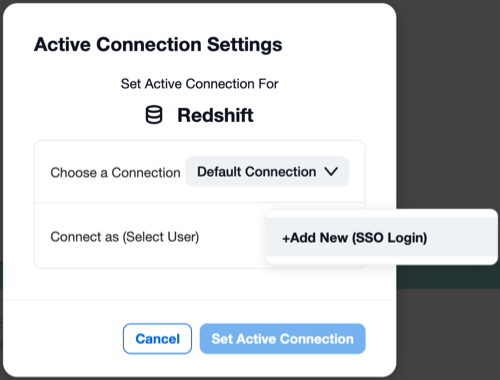 Active Connection Settings
Set Active Connection For
Redshift
Choose a Connection Default Connection
Connect as (Select User) +Add New (SSO Login)
Cancel Set Active Connection